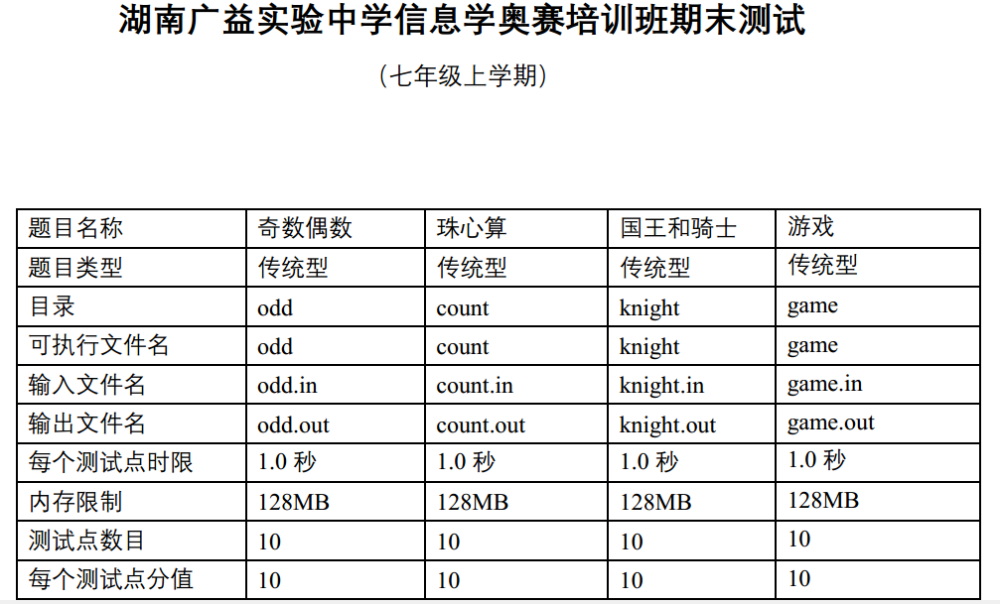 湖南广益实验中学信息学奥赛培训班期末测试
（七年级上学期）
题目名称 奇数偶数 珠心算 国王和骑士 游戏
题目类型 传统型 传统型 传统型 传统型
目录 odd count knight game
可执行文件名 odd count knight game
输入文件名 odd.in count.in knight.in game.in
输出文件名 odd.out count.out knight.out game.out
每个测试点时限 1.0 秒 1.0 秒 1.0 秒 1.0 秒
内存限制 128MB 128MB 128MB 128MB
测试点数目 10 10 10 10
每个测试点分值 10 10 10 10